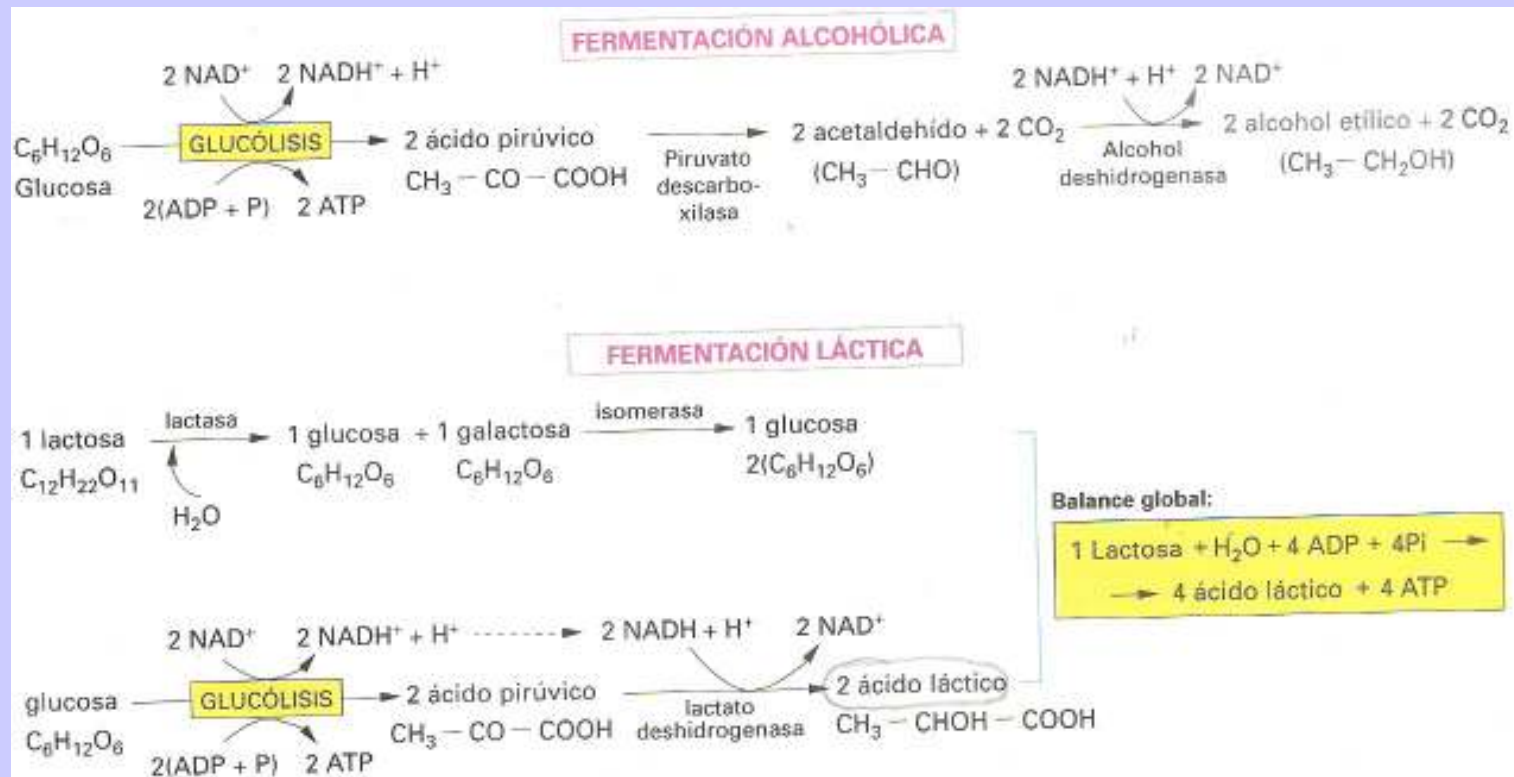 FERMENTACIÓN ALCOHÓLICA
2 NAD⁺ 2 NADH⁺ + H⁺ 2 NADH⁺ + H⁺ 2 NAD⁺
C₆H₁₂O₆ GLUCÓLISIS 2 ácido pirúvico 2 acetaldehído + 2 CO₂ 2 alcohol etílico + 2 CO₂
Glucosa CH₃ – CO – COOH Piruvato (CH₃ – CHO) Alcohol (CH₃ – CH₂OH)
2(ADP + P) 2 ATP descarbo- deshidrogenasa
xilasa
FERMENTACIÓN LÁCTICA
lactasa isomerasa
1 lactosa 1 glucosa + 1 galactosa 1 glucosa
C₁₂H₂₂O₁₁ C₆H₁₂O₆ C₆H₁₂O₆ 2(C₆H₁₂O₆)
H₂O
Balance global:
1 Lactosa + H₂O + 4 ADP + 4Pi
4 ácido láctico + 4 ATP
2 NAD⁺ 2 NADH⁺ + H⁺ 2 NADH + H⁺ 2 NAD⁺
glucosa GLUCÓLISIS 2 ácido pirúvico 2 ácido láctico
C₆H₁₂O₆ CH₃ – CO – COOH lactato CH₃ – CHOH – COOH
2(ADP + P) 2 ATP deshidrogenasa